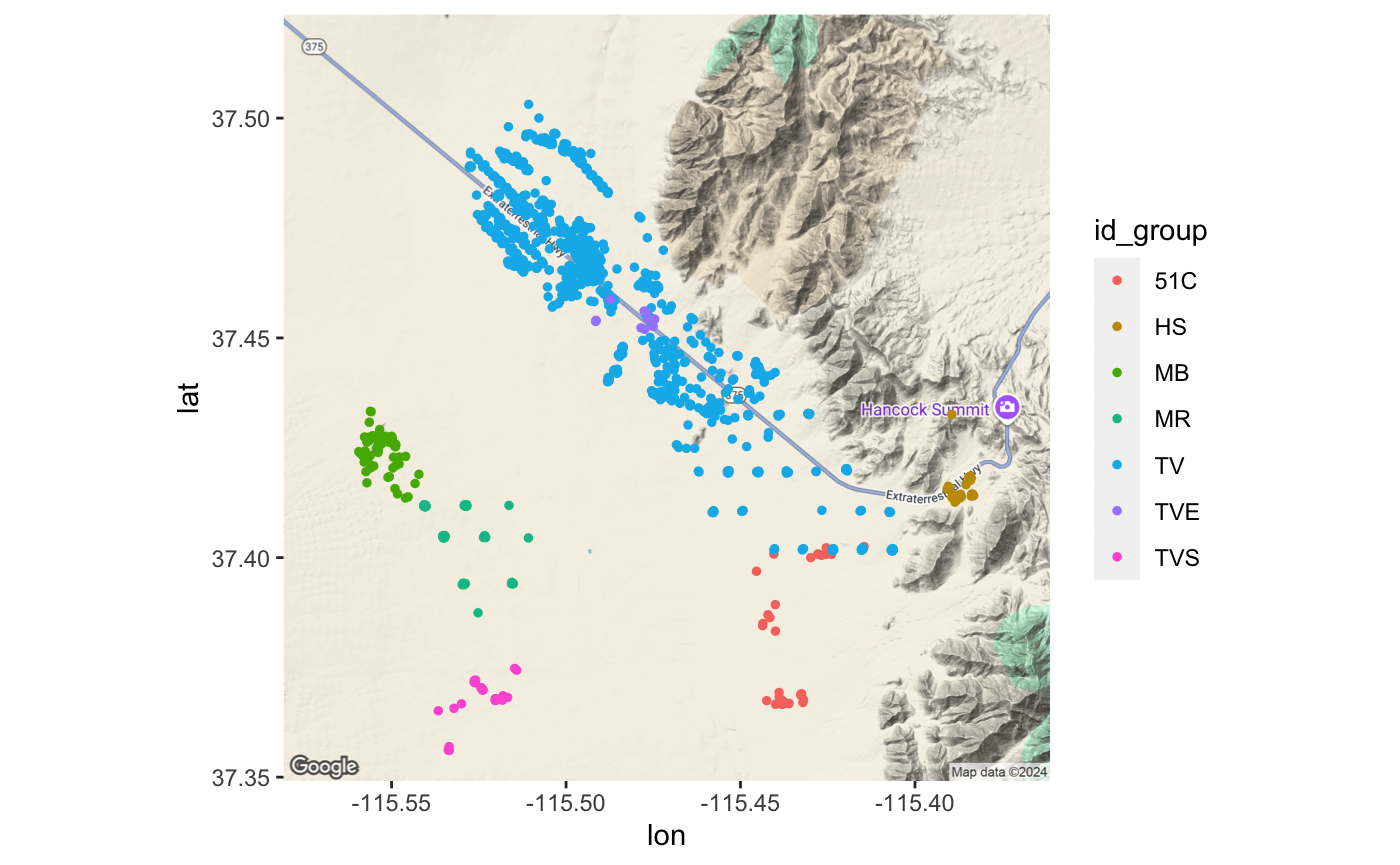 375
37.50
37.45
37.40
37.35
lat
Extraterrestrial Hwy
375
Hancock Summit
Extraterrestrial Hwy
Google
Map data ©2024
-115.55
-115.50
-115.45
-115.40
lon
id_group
51C
HS
MB
MR
TV
TVE
TVS